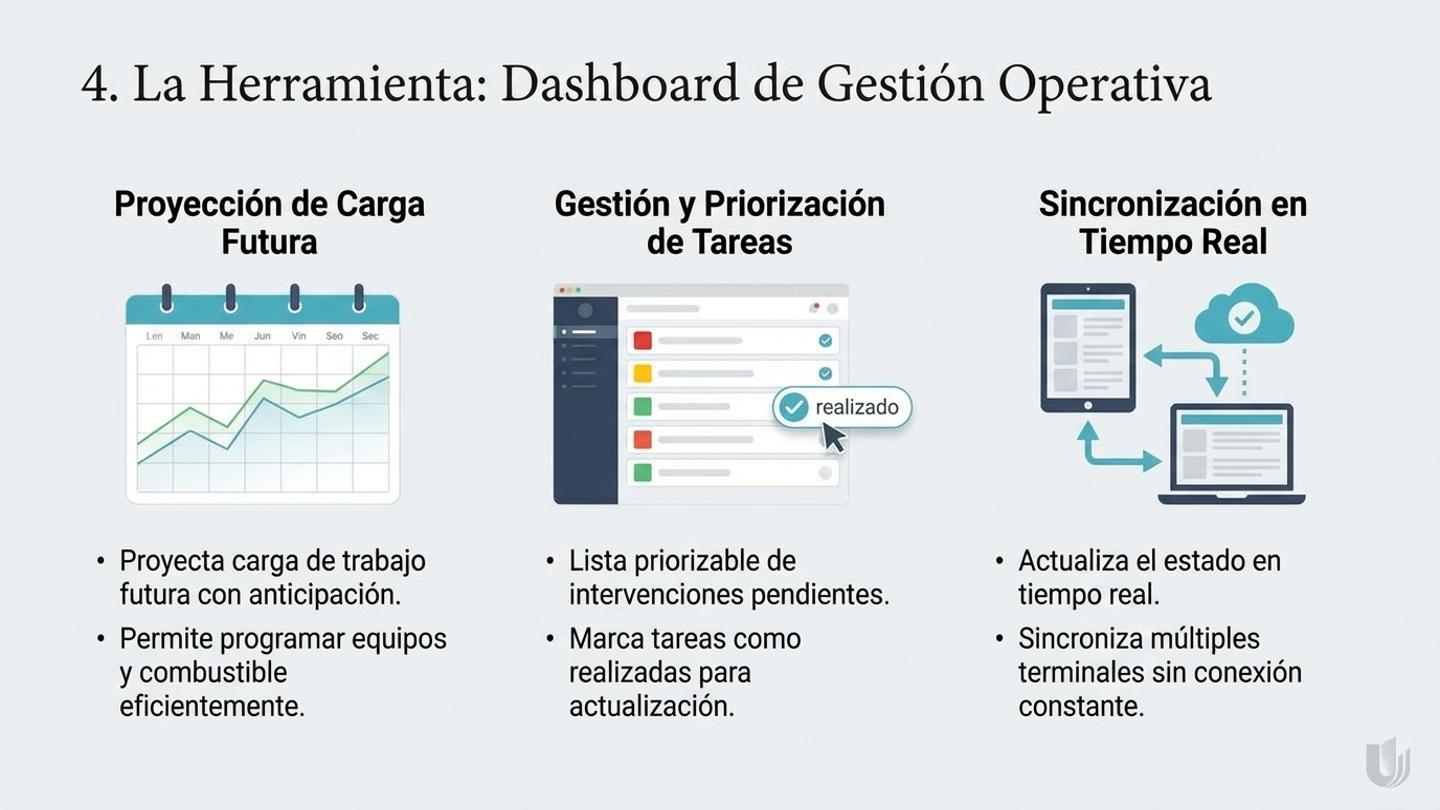 4. La Herramienta: Dashboard de Gestión Operativa
Proyección de Carga
Futura
Len Man Me Jun Vin Seo Sec
• Proyecta carga de trabajo
futura con anticipación.
• Permite programar equipos
y combustible
eficientemente.
Gestión y Priorización
de Tareas
realizado
• Lista priorizable de
intervenciones pendientes.
• Marca tareas como
realizadas para
actualización.
Sincronización en
Tiempo Real
• Actualiza el estado en
tiempo real.
• Sincroniza múltiples
terminales sin conexión
constante.